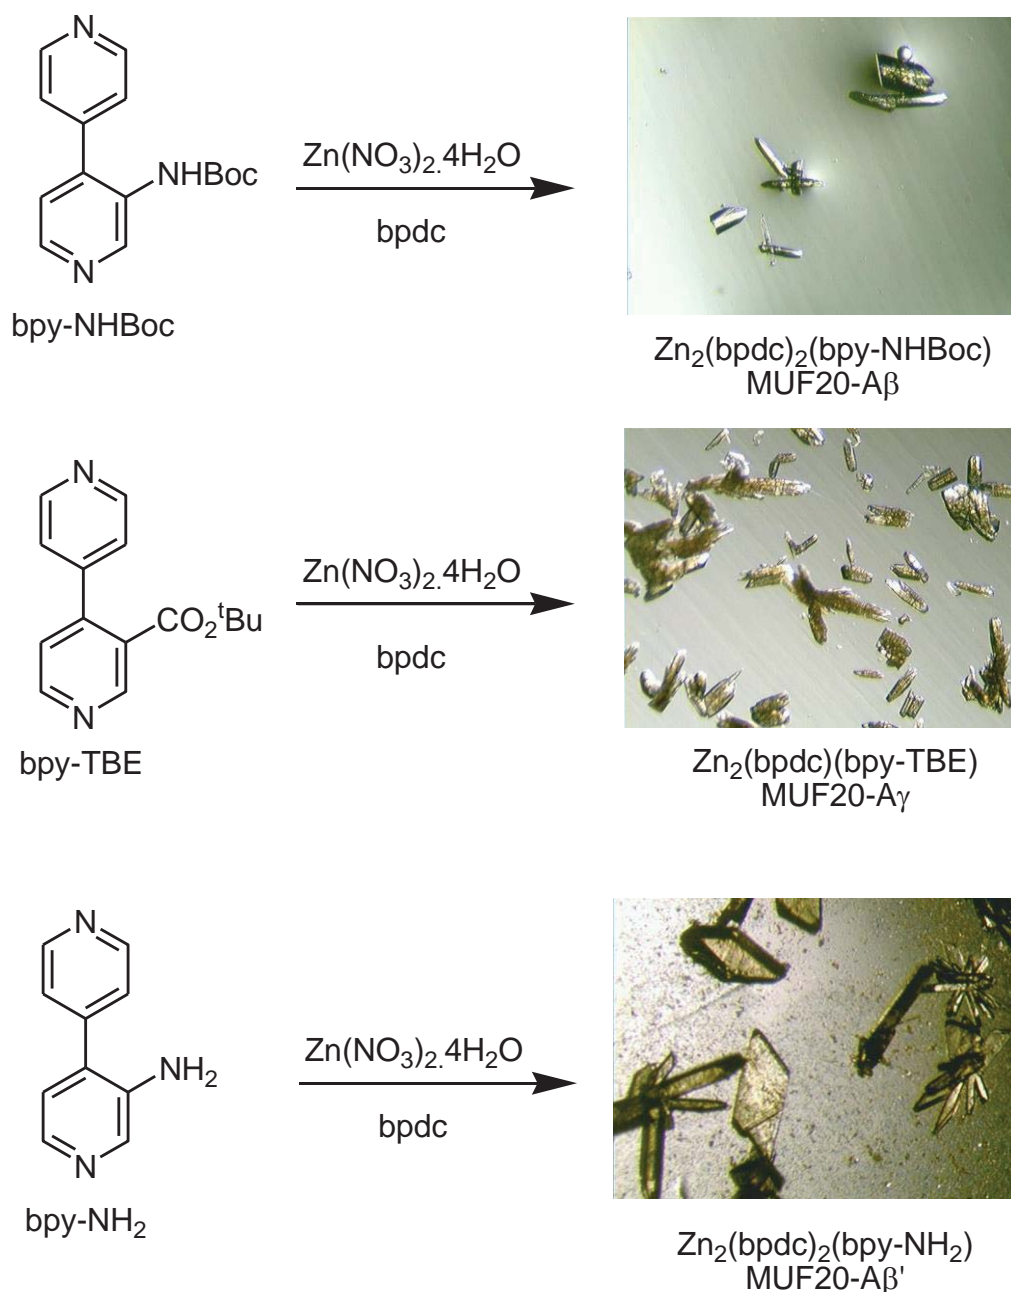 N
NHBoc
N
bpy-NHBoc
Zn(NO₃)₂.4H₂O
bpdc
Zn₂(bpdc)₂(bpy-NHBoc)
MUF20-Aβ
N
CO₂ᵗBu
N
bpy-TBE
Zn(NO₃)₂.4H₂O
bpdc
Zn₂(bpdc)(bpy-TBE)
MUF20-Aγ
N
NH₂
N
bpy-NH₂
Zn(NO₃)₂.4H₂O
bpdc
Zn₂(bpdc)₂(bpy-NH₂)
MUF20-Aβ'